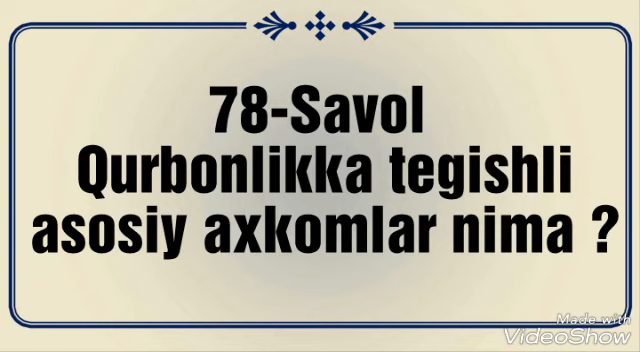 78-Savol
Qurbonlikka tegishli
asosiy axkomlar nima ?
Made with
VideoShow